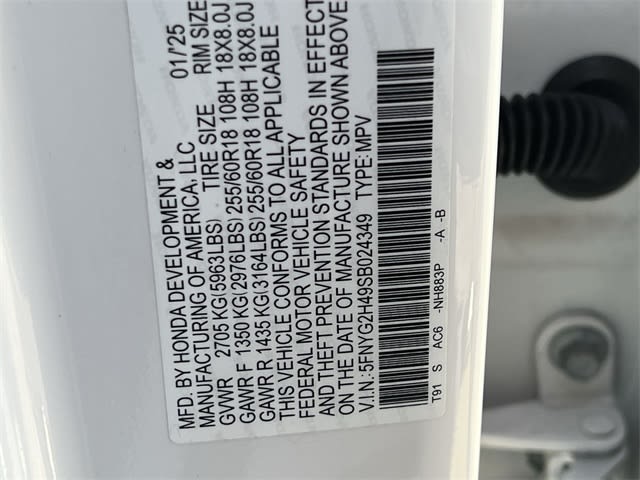 MFD. BY HONDA DEVELOPMENT & 01/'25
MANUFACTURING OF AMERICA, LLC
GVWR 2705 KG(5963LBS) TIRE SIZE RIM SIZE
GAWR F 1350 KG(2976LBS) 255/60R18 108H 18X8.0J
GAWR R 1435 KG(3164LBS) 255/60R18 108H 18X8.0J
THIS VEHICLE CONFORMS TO ALL APPLICABLE
FEDERAL MOTOR VEHICLE SAFETY
AND THEFT PREVENTION STANDARDS IN EFFECT
ON THE DATE OF MANUFACTURE SHOWN ABOVE
V.I.N.: 5FNYG2H49SB024349 TYPE: MPV
T91 S AC6 -NH883P -A -B